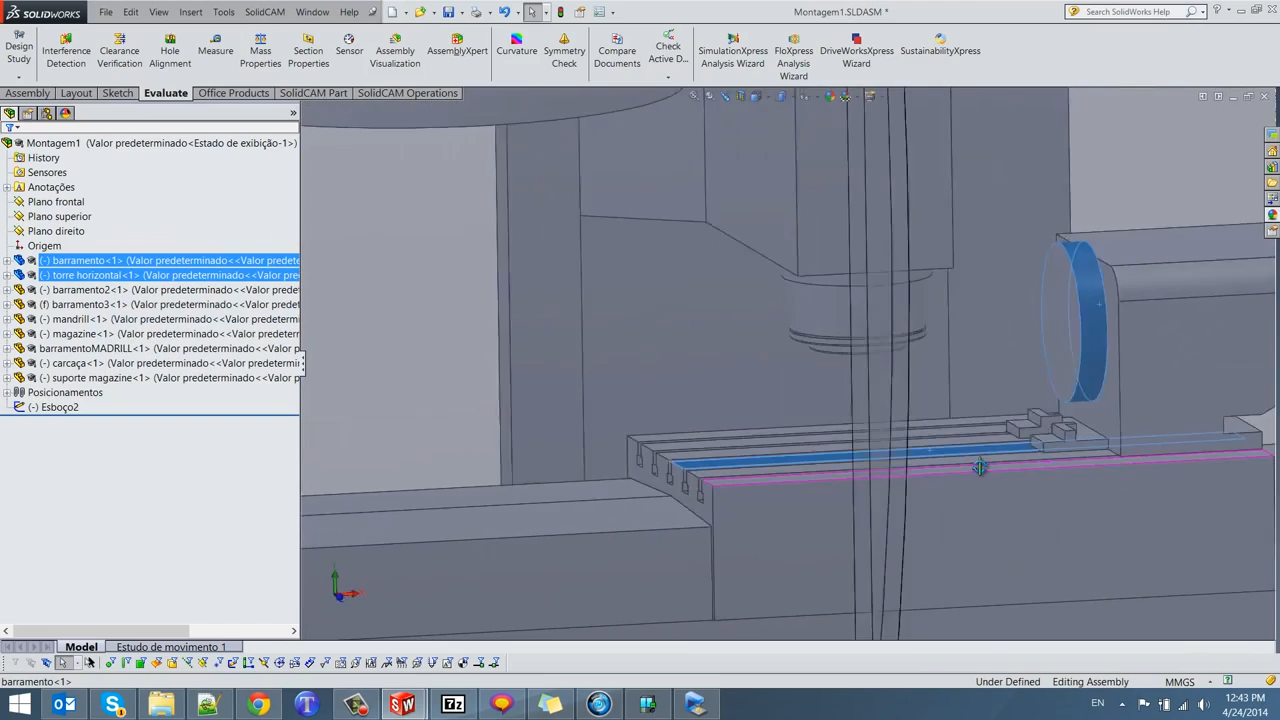 SOLIDWORKS File Edit View Insert Tools SolidCAM Window Help Montagem1.SLDASM * Search SolidWorks Help
Design Study
Interference Detection
Clearance Verification
Hole Alignment
Measure
Mass Properties
Section Properties
Sensor
Assembly Visualization
AssemblyXpert
Curvature
Symmetry Check
Compare Documents
Check Active D...
SimulationXpress Analysis Wizard
FloXpress Analysis Wizard
DriveWorksXpress Wizard
SustainabilityXpress
Assembly Layout Sketch Evaluate Office Products SolidCAM Part SolidCAM Operations
Montagem1 (Valor predeterminado<Estado de exibição-1>)
History
Sensores
Anotações
Plano frontal
Plano superior
Plano direito
Origem
(-) barramento<1> (Valor predeterminado<<Valor predete
(-) torre horizontal<1> (Valor predeterminado<<Valor pre
(-) barramento2<1> (Valor predeterminado<<Valor predet
(f) barramento3<1> (Valor predeterminado<<Valor predet
(-) mandrill<1> (Valor predeterminado<<Valor predetermi
(-) magazine<1> (Valor predeterminado<<Valor predetern
barramentoMADRILL<1> (Valor predeterminado<<Valor p
(-) carcaça<1> (Valor predeterminado<<Valor predetermi
(-) suporte magazine<1> (Valor predeterminado<<Valor p
Posicionamentos
(-) Esboço2
Model Estudo de movimento 1
barramento<1> Under Defined Editing Assembly MMGS
EN 12:43 PM
4/24/2014